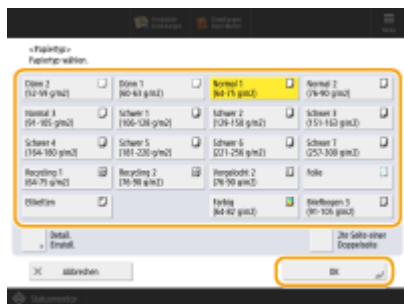 <Papiertyp>
Papiertyp wählen.
Dünn 2
(52-59 g/m2)
Dünn 1
(60-63 g/m2)
Normal 1
(64-75 g/m2)
Normal 2
(76-90 g/m2)
Normal 3
(91-105 g/m2)
Schwer 1
(106-128 g/m2)
Schwer 2
(129-150 g/m2)
Schwer 3
(151-163 g/m2)
Schwer 4
(164-180 g/m2)
Schwer 5
(181-220 g/m2)
Schwer 6
(221-256 g/m2)
Schwer 7
(257-300 g/m2)
Recycling 1
(64-75 g/m2)
Recycling 2
(76-90 g/m2)
Vorgelocht 2
(76-90 g/m2)
Folie
Etiketten
Farbig
(64-82 g/m2)
Briefbogen 3
(91-105 g/m2)
Detail.
Einstell.
2te Seite einer
Doppelseite
Abbrechen
OK
Statusmonitor